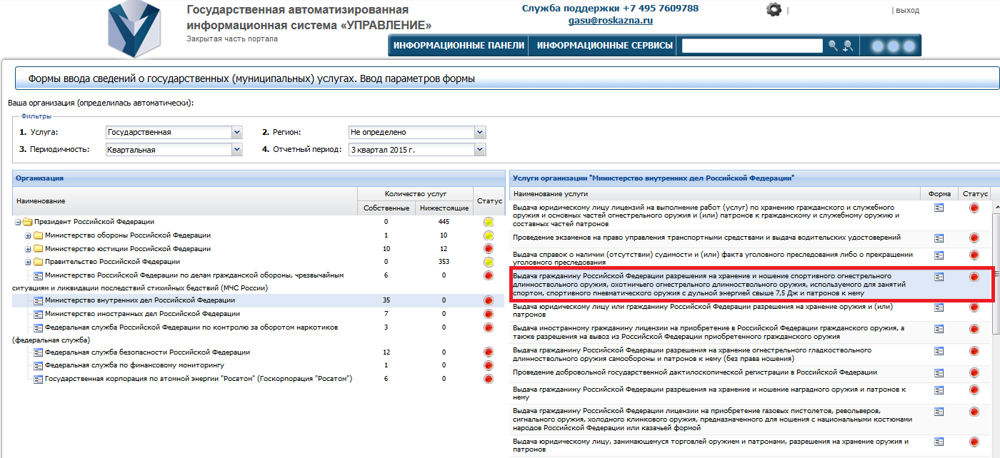 Государственная автоматизированная
информационная система «УПРАВЛЕНИЕ»
Закрытая часть портала
Служба поддержки +7 495 7609788
gasu@roskazna.ru
| | выход
ИНФОРМАЦИОННЫЕ ПАНЕЛИ ИНФОРМАЦИОННЫЕ СЕРВИСЫ
Формы ввода сведений о государственных (муниципальных) услугах. Ввод параметров формы
Ваша организация (определилась автоматически):
Фильтры
1. Услуга: Государственная 2. Регион: Не определено
3. Периодичность: Квартальная 4. Отчетный период: 3 квартал 2015 г.
Организация
Наименование Количество услуг Статус
Собственные Нижестоящие
Президент Российской Федерации 0 445
Министерство обороны Российской Федерации 1 10
Министерство юстиции Российской Федерации 10 12
Правительство Российской Федерации 0 353
Министерство Российской Федерации по делам гражданской обороны, чрезвычайным 6 0
ситуациям и ликвидации последствий стихийных бедствий (МЧС России)
Министерство внутренних дел Российской Федерации 35 0
Министерство иностранных дел Российской Федерации 7 0
Федеральная служба Российской Федерации по контролю за оборотом наркотиков 3 0
(федеральная служба)
Федеральная служба безопасности Российской Федерации 12 0
Федеральная служба по финансовому мониторингу 1 0
Государственная корпорация по атомной энергии "Росатом" (Госкорпорация "Росатом") 6 0
Услуги организации "Министерство внутренних дел Российской Федерации"
Наименование услуги Форма Статус
Выдача юридическому лицу лицензий на выполнение работ (услуг) по хранению гражданского и служебного
оружия и основных частей огнестрельного оружия и (или) патронов к гражданскому и служебному оружию и
составных частей патронов
Проведение экзаменов на право управления транспортными средствами и выдача водительских удостоверений
Выдача справок о наличии (отсутствии) судимости и (или) факта уголовного преследования либо о прекращении
уголовного преследования
Выдача гражданину Российской Федерации разрешения на хранение и ношение спортивного огнестрельного
длинноствольного оружия, охотничьего огнестрельного длинноствольного оружия, используемого для занятий
спортом, спортивного пневматического оружия с дульной энергией свыше 7,5 Дж и патронов к нему
Выдача юридическому лицу или гражданину Российской Федерации разрешения на хранение оружия и (или)
патронов
Выдача иностранному гражданину лицензии на приобретение в Российской Федерации гражданского оружия, а
также разрешения на вывоз из Российской Федерации приобретенного гражданского оружия
Выдача гражданину Российской Федерации разрешения на хранение огнестрельного гладкоствольного
длинноствольного оружия самообороны и патронов к нему (без права ношения)
Проведение добровольной государственной дактилоскопической регистрации в Российской Федерации
Выдача гражданину Российской Федерации разрешения на хранение и ношение наградного оружия и патронов к
нему
Выдача гражданину Российской Федерации лицензии на приобретение газовых пистолетов, револьверов,
сигнального оружия, холодного клинкового оружия, предназначенного для ношения с национальными костюмами
народов Российской Федерации или казачьей формой
Выдача юридическому лицу, занимающемуся торговлей оружием и патронами, разрешения на хранение оружия и
патронов